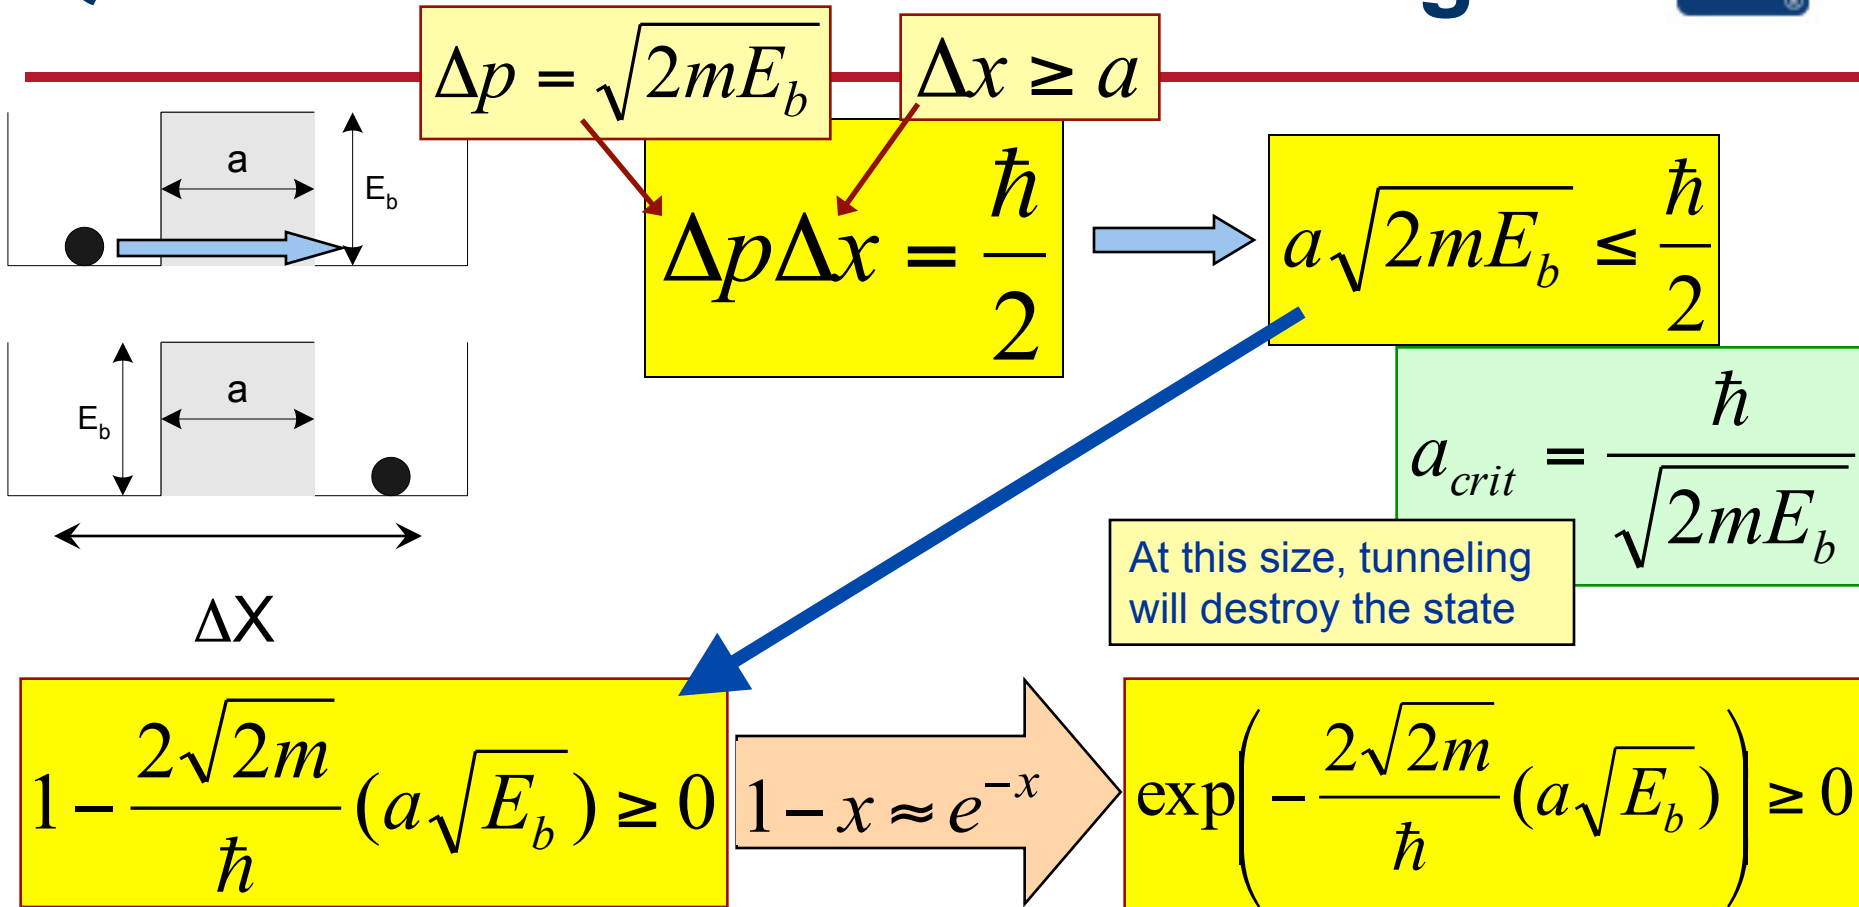 g
®
Δp = √(2mE_b)
Δx ≥ a
a
E_b
ΔpΔx = ħ/2
a√(2mE_b) ≤ ħ/2
E_b
a
a_crit = ħ/√(2mE_b)
At this size, tunneling
will destroy the state
ΔX
1 − (2√(2m)/ħ)(a√(E_b)) ≥ 0
1 − x ≈ e^(−x)
exp(−(2√(2m)/ħ)(a√(E_b))) ≥ 0